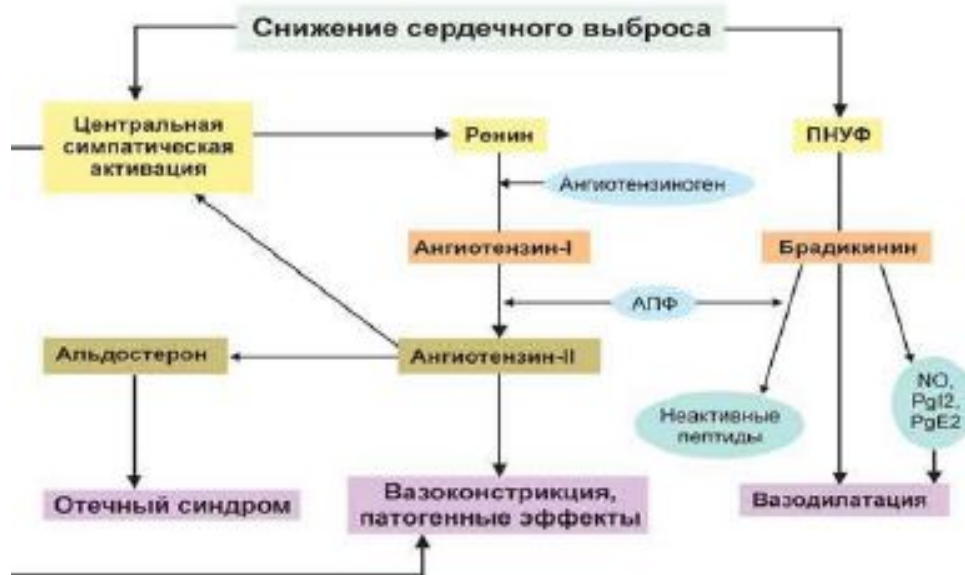 Снижение сердечного выброса
Центральная
симпатическая
активация
Ренин
ПНУФ
Ангиотензиноген
Ангиотензин-I
Брадикинин
АПФ
Альдостерон
Ангиотензин-II
NO,
PgI2,
PgE2
Неактивные
пептиды
Отечный синдром
Вазоконстрикция,
патогенные эффекты
Вазодилатация